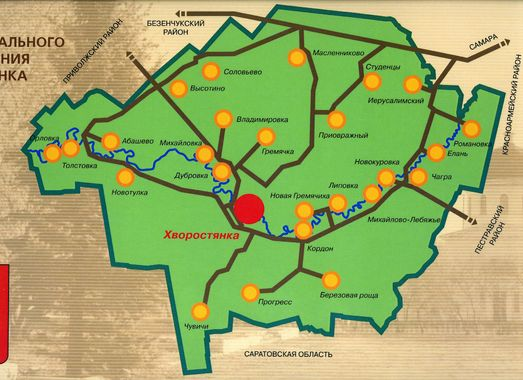 АЛЬНОГО
НИЯ
НКА
ПРИВОЛЖСКИЙ РАЙОН
БЕЗЕНЧУКСКИЙ
РАЙОН
САМАРА
КРАСНОАРМЕЙСКИЙ РАЙОН
ПЕСТРАВСКИЙ
РАЙОН
САРАТОВСКАЯ ОБЛАСТЬ
Масленниково
Соловьево
Высотино
Студенцы
Иерусалимский
Владимировка
Гремячка
Приовражный
Романовка
Орловка
Толстовка
Абашево
Михайловка
Дубровка
Новотулка
Новокуровка
Елань
Чагра
Липовка
Новая Гремячиха
Михайлово-Лебяжье
Хворостянка
Кордон
Прогресс
Березовая роща
Чувичи